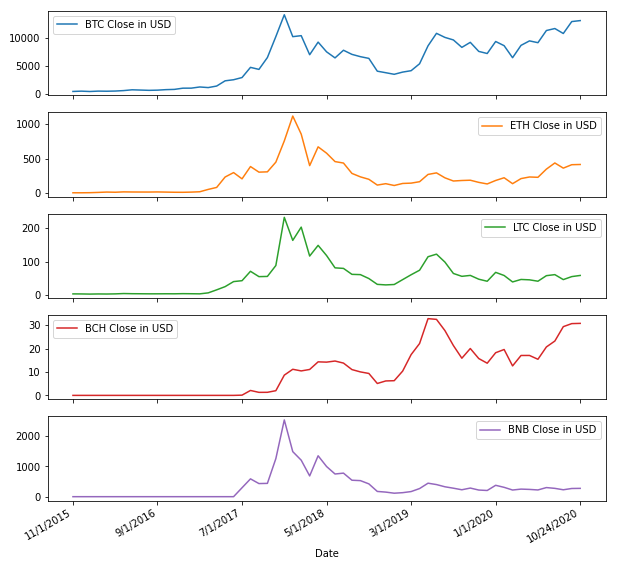 BTC Close in USD
10000
5000
0
ETH Close in USD
1000
500
0
LTC Close in USD
200
100
0
BCH Close in USD
30
20
10
0
BNB Close in USD
2000
1000
0
11/1/2015 9/1/2016 7/1/2017 5/1/2018 3/1/2019 1/1/2020 10/24/2020
Date